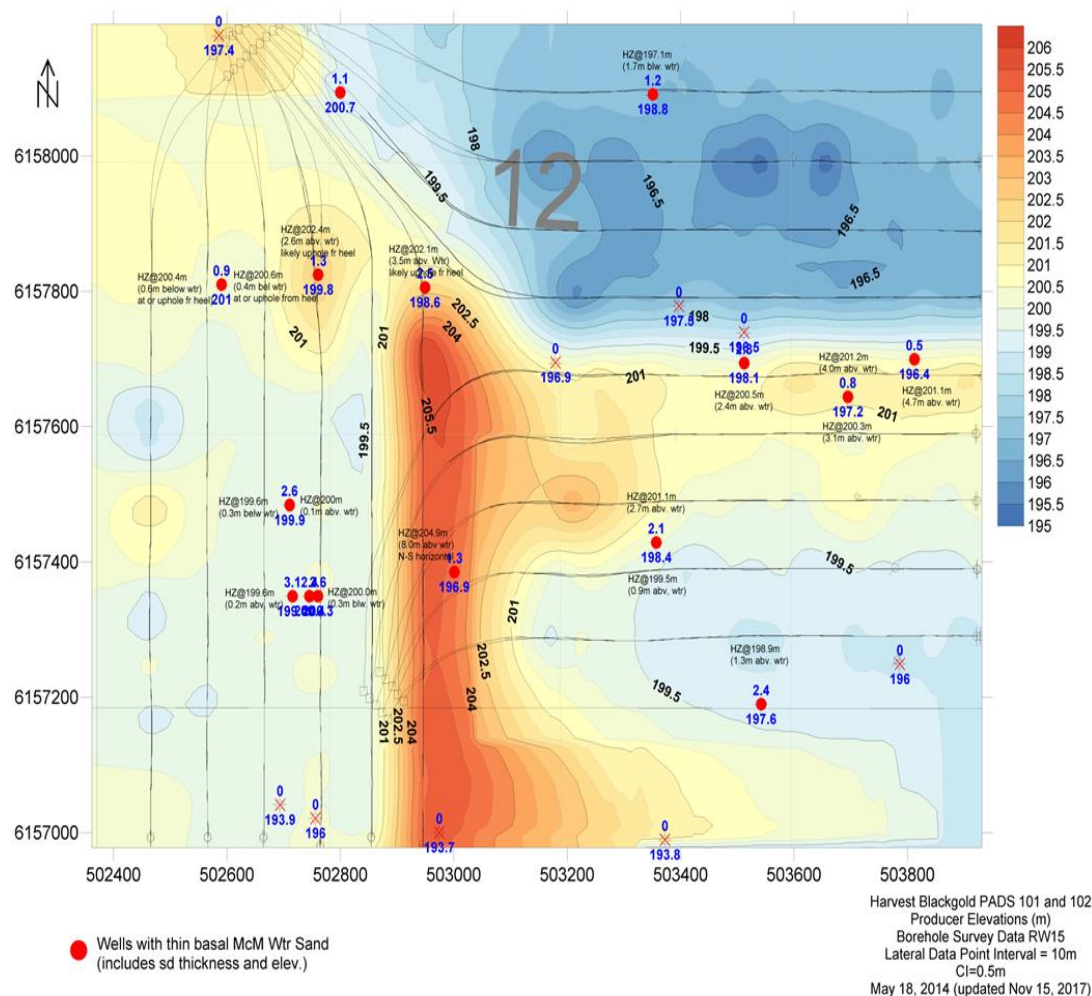 0
197.4
1.1
200.7
HZ@197.1m
(1.7m blw. wtr)
1.2
198.8
206
205.5
205
204.5
204
203.5
203
202.5
202
201.5
201
200.5
200
199.5
199
198.5
198
197.5
197
196.5
196
195.5
195
N
6158000
6157800
6157600
6157400
6157200
6157000
198
12
199.5
196.5
196.5
196.5
HZ@202.4m
(2.6m abv. wtr)
likely uphole fr heel
1.3
199.8
HZ@202.1m
(3.5m abv. Wtr)
likely uphole fr heel
2.5
198.6
HZ@200.4m
(0.6m below wtr)
at or uphole fr heel
0.9
201
HZ@200.6m
(0.4m bel wtr)
at or uphole from heel
0
197.5
198
0
199.5
198.1
0
196.9
201
201
201
202.5
204
205.5
199.5
HZ@201.2m
(4.0m abv. wtr)
0.5
196.4
HZ@200.5m
(2.4m abv. wtr)
0.8
197.2
HZ@201.1m
(4.7m abv. wtr)
201
HZ@200.3m
(3.1m abv. wtr)
2.6
199.9
HZ@199.6m
(0.3m belw wtr)
HZ@200m
(0.1m abv. wtr)
HZ@201.1m
(2.7m abv. wtr)
2.1
198.4
HZ@204.9m
(8.0m abv wtr)
N-S horizontal
1.3
196.9
199.5
HZ@199.5m
(0.9m abv. wtr)
3.1
HZ@199.6m
(0.2m abv. wtr)
HZ@200.0m
(0.3m blw. wtr)
201
202.5
204
HZ@198.9m
(1.3m abv. wtr)
0
196
199.5
2.4
197.6
201
202.5
204
0
193.9
0
196
0
193.7
0
193.8
502400
502600
502800
503000
503200
503400
503600
503800
Wells with thin basal McM Wtr Sand
(includes sd thickness and elev.)
Harvest Blackgold PADS 101 and 102
Producer Elevations (m)
Borehole Survey Data RW15
Lateral Data Point Interval = 10m
CI=0.5m
May 18, 2014 (updated Nov 15, 2017)